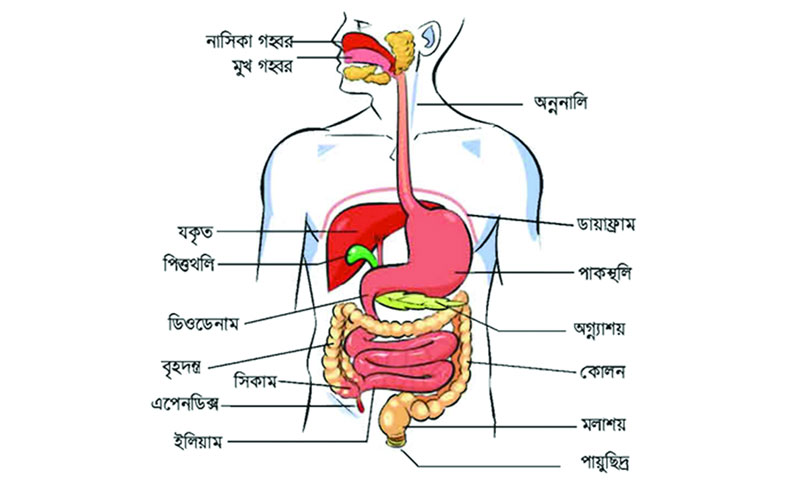 নাসিকা গহ্বর
মুখ গহ্বর
অন্ননালি
ডায়াফ্রাম
যকৃত
পিত্তথলি
পাকস্থলি
ডিওডেনাম
অগ্ন্যাশয়
বৃহদন্ত্র
কোলন
সিকাম
এপেনডিক্স
মলাশয়
ইলিয়াম
পায়ুছিদ্র